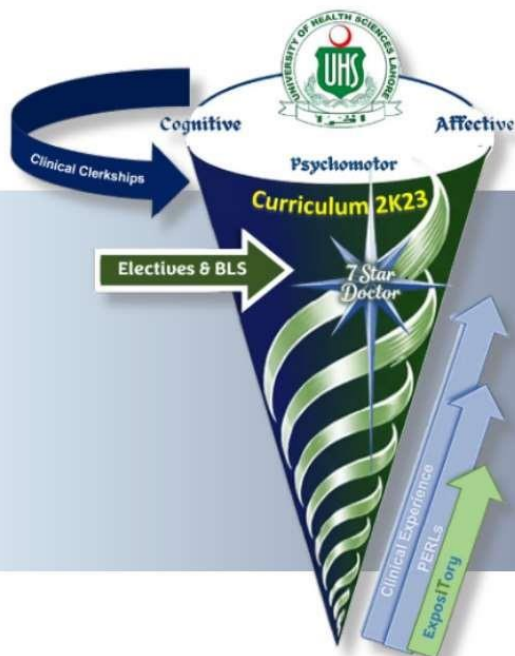 UNIVERSITY OF HEALTH SCIENCES LAHORE
UHS
Cognitive
Affective
Psychomotor
Clinical Clerkships
Curriculum 2K23
Electives & BLS
7 Star
Doctor
Clinical Experience
PERLs
ExposITory